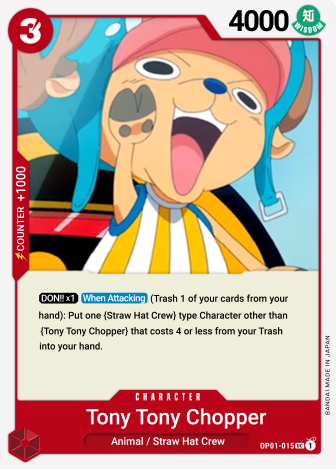 3
4000
知
WISDOM
COUNTER +1000
DON!! x1 When Attacking (Trash 1 of your cards from your
hand): Put one {Straw Hat Crew} type Character other than
{Tony Tony Chopper} that costs 4 or less from your Trash
into your hand.
BANDAI MADE IN JAPAN
CHARACTER
Tony Tony Chopper
Animal / Straw Hat Crew
OP01-015 UC 1